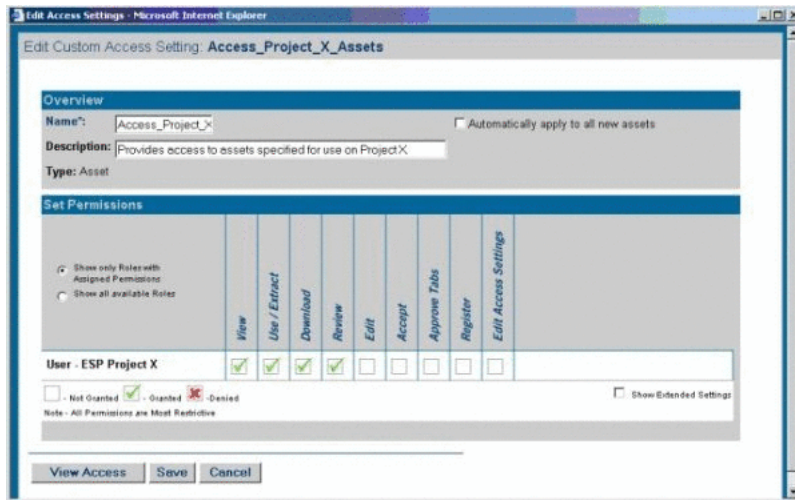 Edit Access Settings - Microsoft Internet Explorer
Edit Custom Access Setting: Access_Project_X_Assets
Overview
Name*: Access_Project_X
Automatically apply to all new assets
Description: Provides access to assets specified for use on Project X
Type: Asset
Set Permissions
Show only Roles with
Assigned Permissions
Show all available Roles
View
Use / Extract
Download
Review
Edit
Accept
Approve Tabs
Register
Edit Access Settings
User - ESP Project X
- Not Granted - Granted - Denied
Show Extended Settings
Note - All Permissions are Most Restrictive
View Access Save Cancel